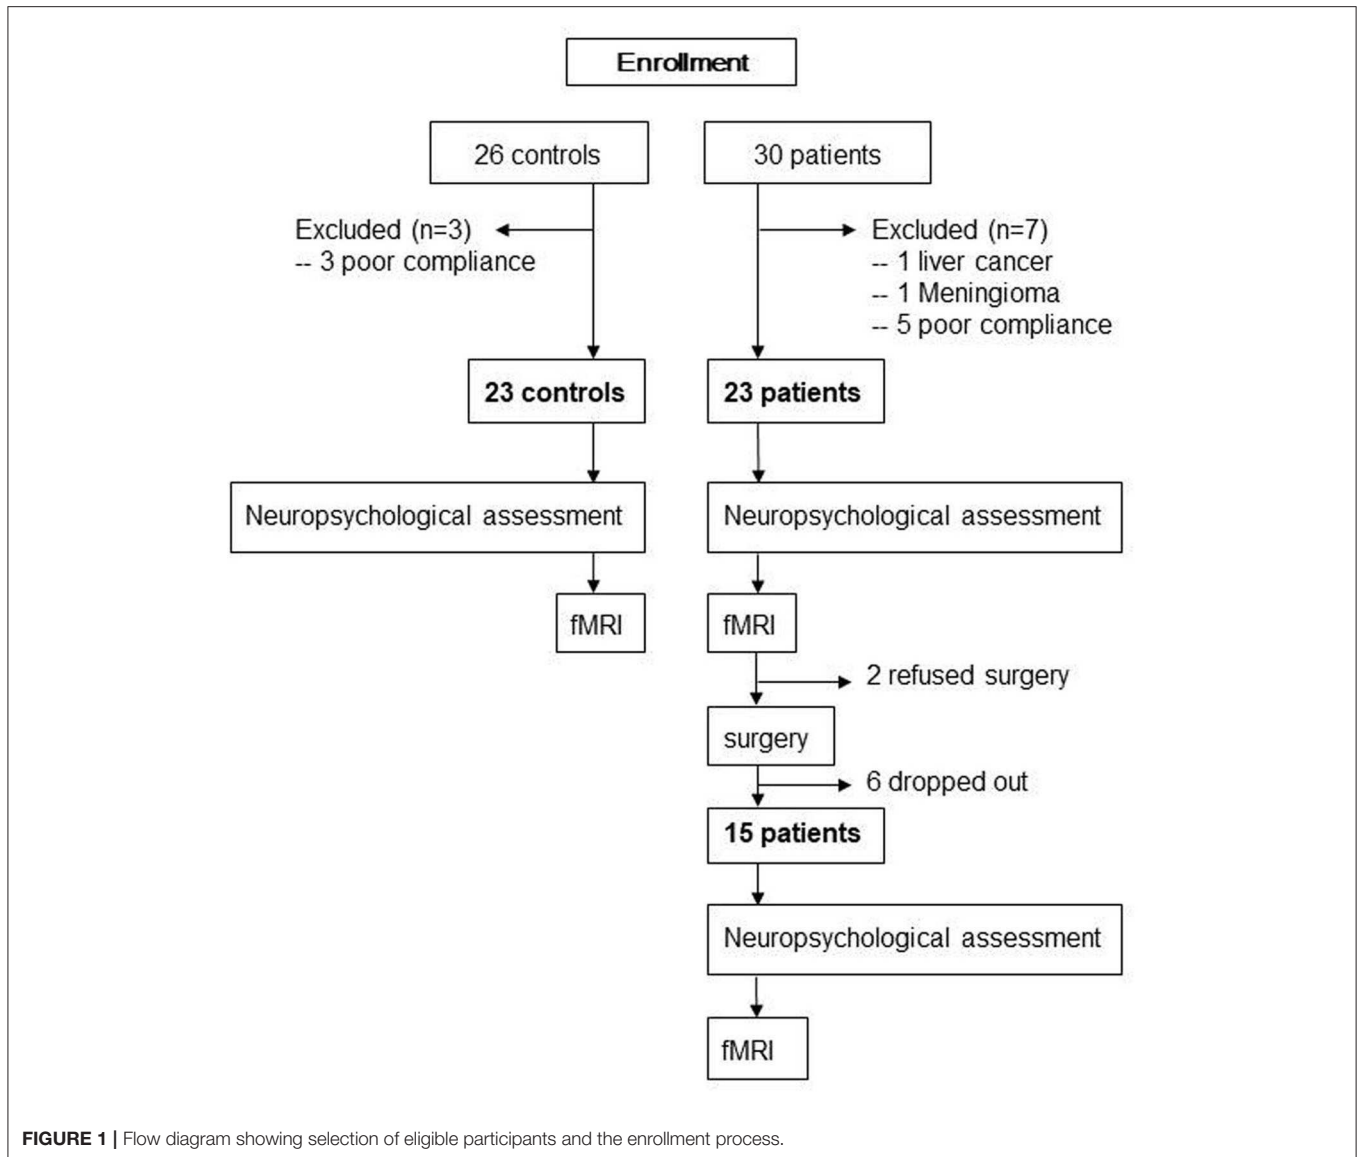 Enrollment
26 controls
30 patients
Excluded (n=3)
-- 3 poor compliance
Excluded (n=7)
-- 1 liver cancer
-- 1 Meningioma
-- 5 poor compliance
23 controls
23 patients
Neuropsychological assessment
Neuropsychological assessment
fMRI
fMRI
2 refused surgery
surgery
6 dropped out
15 patients
Neuropsychological assessment
fMRI
FIGURE 1 | Flow diagram showing selection of eligible participants and the enrollment process.